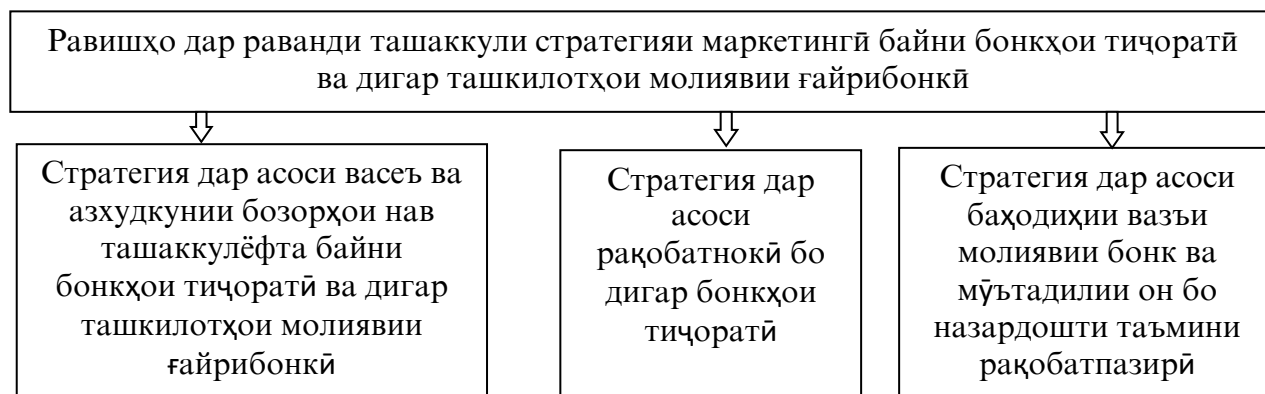 Равишҳо дар раванди ташаккули стратегияи маркетингӣ байни бонкҳои тиҷоратӣ
ва дигар ташкилотҳои молиявии ғайрибонкӣ
Стратегия дар асоси васеъ ва
азхудкунии бозорҳои нав
ташаккулёфта байни
бонкҳои тиҷоратӣ ва дигар
ташкилотҳои молиявии
ғайрибонкӣ
Стратегия дар
асоси
рақобатнокӣ бо
дигар бонкҳои
тиҷоратӣ
Стратегия дар асоси
баҳодиҳии вазъи
молиявии бонк ва
мӯътадилии он бо
назардошти таъмини
рақобатпазирӣ